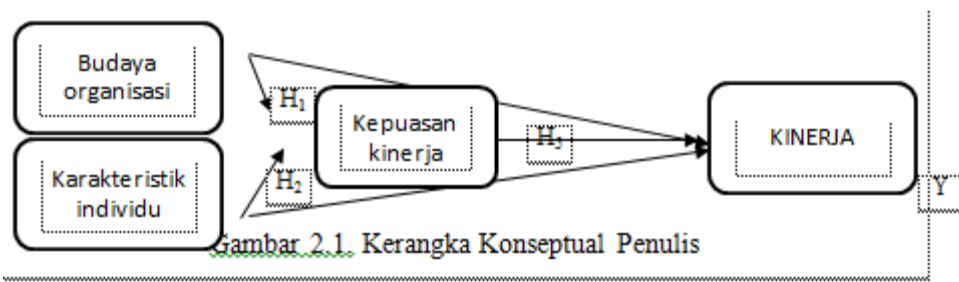 Budaya
organisasi
H₁
Kepuasan
kinerja
H₃
KINERJA
Karakteristik
individu
H₂
Y
Gambar 2.1. Kerangka Konseptual Penulis